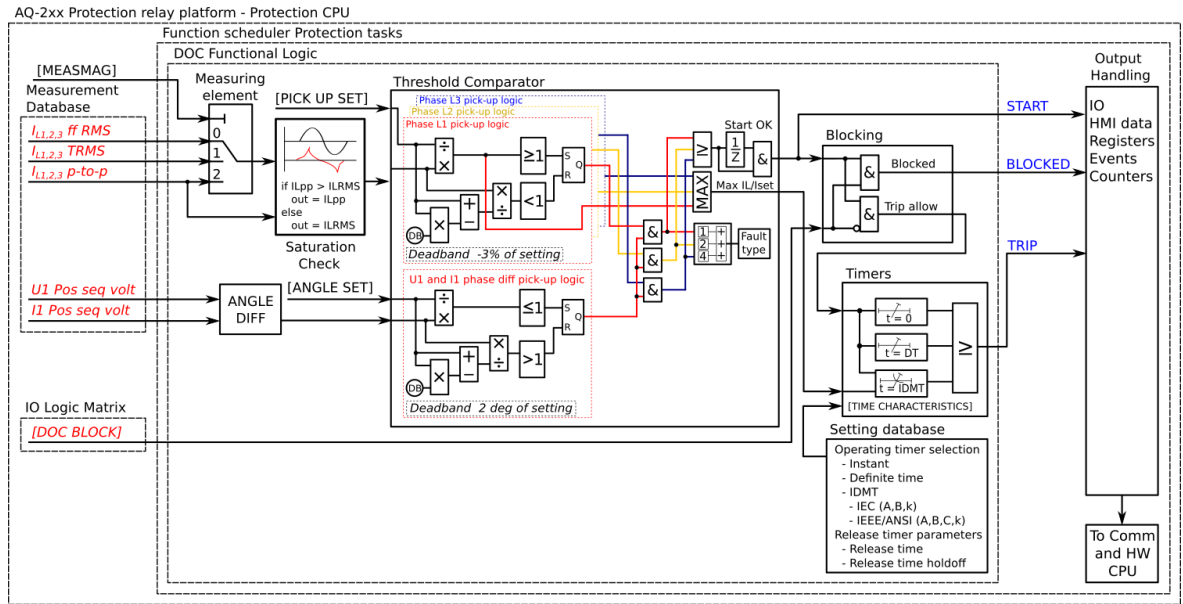 AQ-2xx Protection relay platform - Protection CPU
Function scheduler Protection tasks
DOC Functional Logic
[MEASMAG]
Measurement
Database
I_L1,2,3 ff RMS
I_L1,2,3 TRMS
I_L1,2,3 p-to-p
Measuring
element
0
1
2
[PICK UP SET]
if ILpp > ILRMS
out = ILpp
else
out = ILRMS
Saturation
Check
Threshold Comparator
Phase L3 pick-up logic
Phase L2 pick-up logic
Phase L1 pick-up logic
÷
×
≥1
S
R
Q
×
÷
<1
+
−
×
DB
Deadband -3% of setting
U1 Pos seq volt
I1 Pos seq volt
ANGLE
DIFF
[ANGLE SET]
U1 and I1 phase diff pick-up logic
÷
×
≤1
S
R
Q
×
÷
>1
+
−
×
DB
Deadband 2 deg of setting
&
&
&
≥
MAX
Max IL/Iset
Start OK
1
Z
&
1 +
2 +
4 +
Fault
type
Blocking
&
Blocked
&
Trip allow
Timers
t = 0
t = DT
t = IDMT
≥
[TIME CHARACTERISTICS]
Setting database
Operating timer selection
- Instant
- Definite time
- IDMT
- IEC (A,B,k)
- IEEE/ANSI (A,B,C,k)
Release timer parameters
- Release time
- Release time holdoff
IO Logic Matrix
[DOC BLOCK]
START
BLOCKED
TRIP
Output
Handling
IO
HMI data
Registers
Events
Counters
To Comm
and HW
CPU